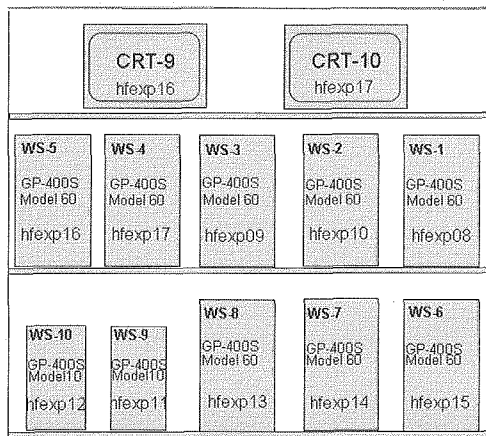 CRT-9
hfexp16
CRT-10
hfexp17
WS-5
GP-400S
Model 60
hfexp16
WS-4
GP-400S
Model 60
hfexp17
WS-3
GP-400S
Model 60
hfexp09
WS-2
GP-400S
Model 60
hfexp10
WS-1
GP-400S
Model 60
hfexp08
WS-10
GP-400S
Model10
hfexp12
WS-9
GP-400S
Model10
hfexp11
WS-8
GP-400S
Model 60
hfexp13
WS-7
GP-400S
Model 60
hfexp14
WS-6
GP-400S
Model 60
hfexp15